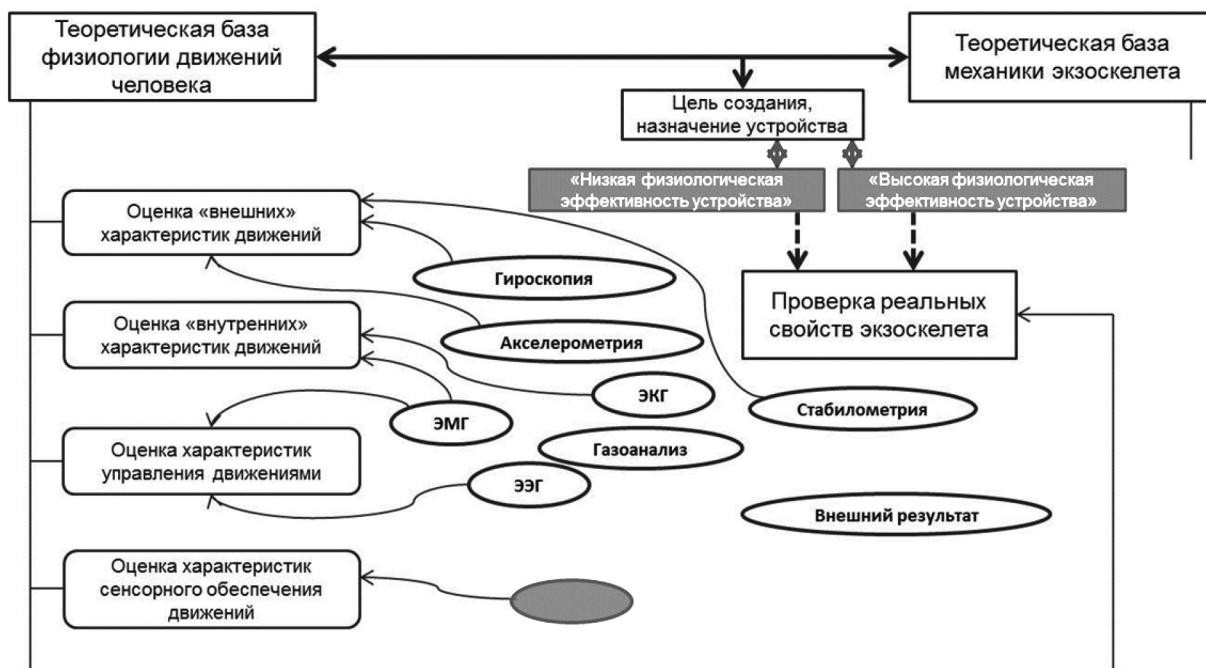 Теоретическая база
физиологии движений
человека
Теоретическая база
механики экзоскелета
Цель создания,
назначение устройства
«Низкая физиологическая
эффективность устройства»
«Высокая физиологическая
эффективность устройства»
Оценка «внешних»
характеристик движений
Гироскопия
Проверка реальных
свойств экзоскелета
Оценка «внутренних»
характеристик движений
Акселерометрия
ЭКГ
Стабилометрия
ЭМГ
Оценка характеристик
управления движениями
Газоанализ
ЭЭГ
Внешний результат
Оценка характеристик
сенсорного обеспечения
движений